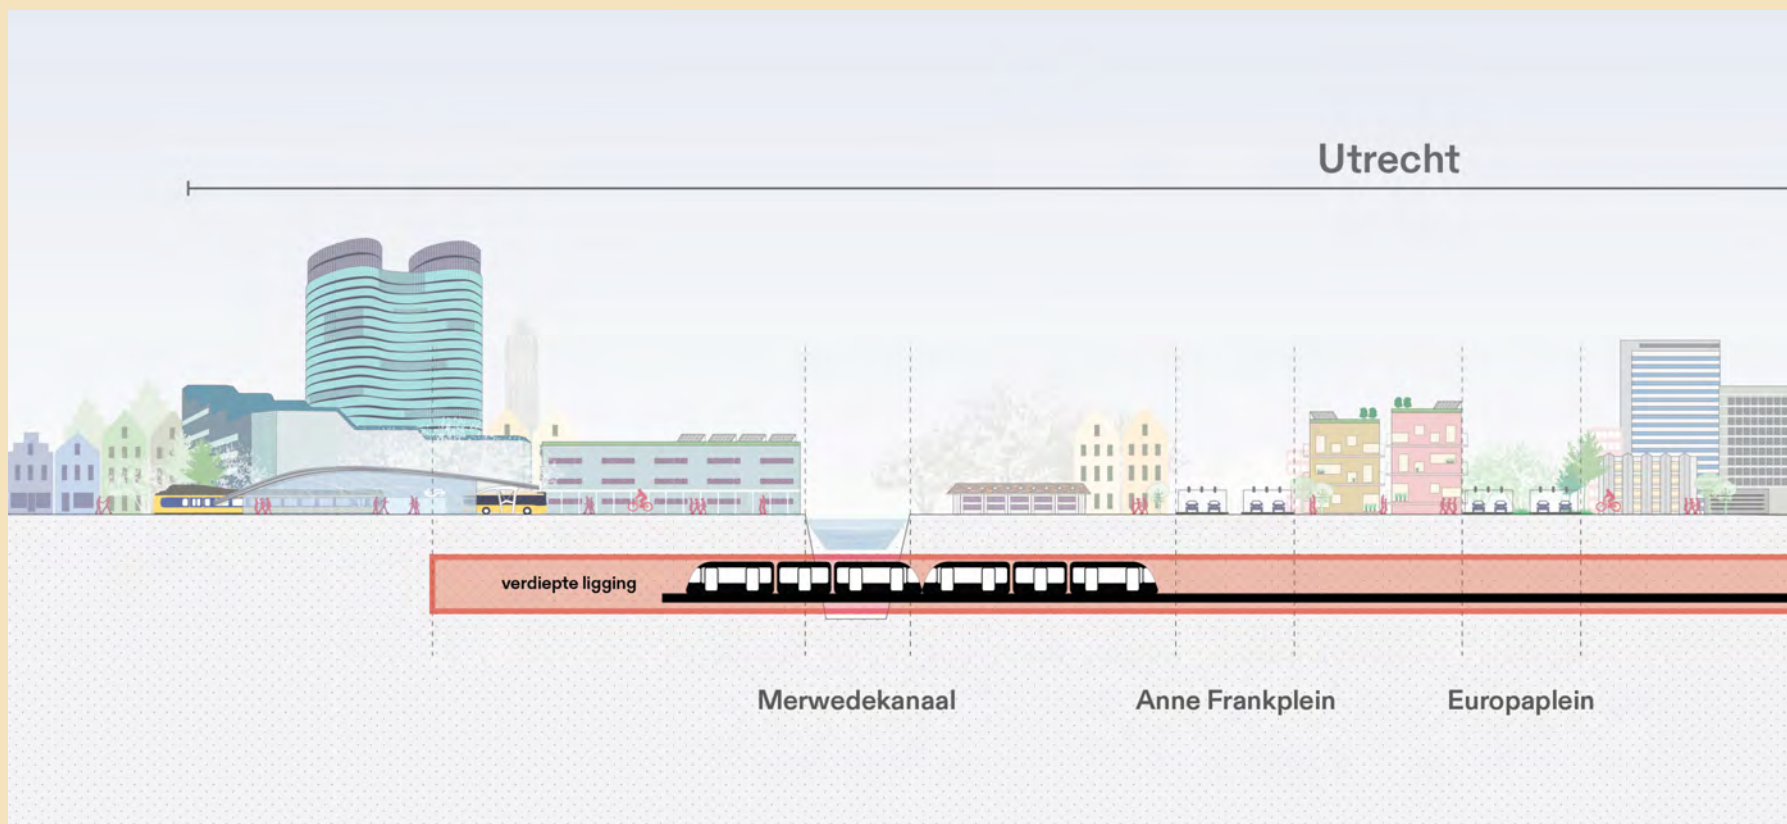 Utrecht
verdiepte ligging
Merwedekanaal
Anne Frankplein
Europaplein